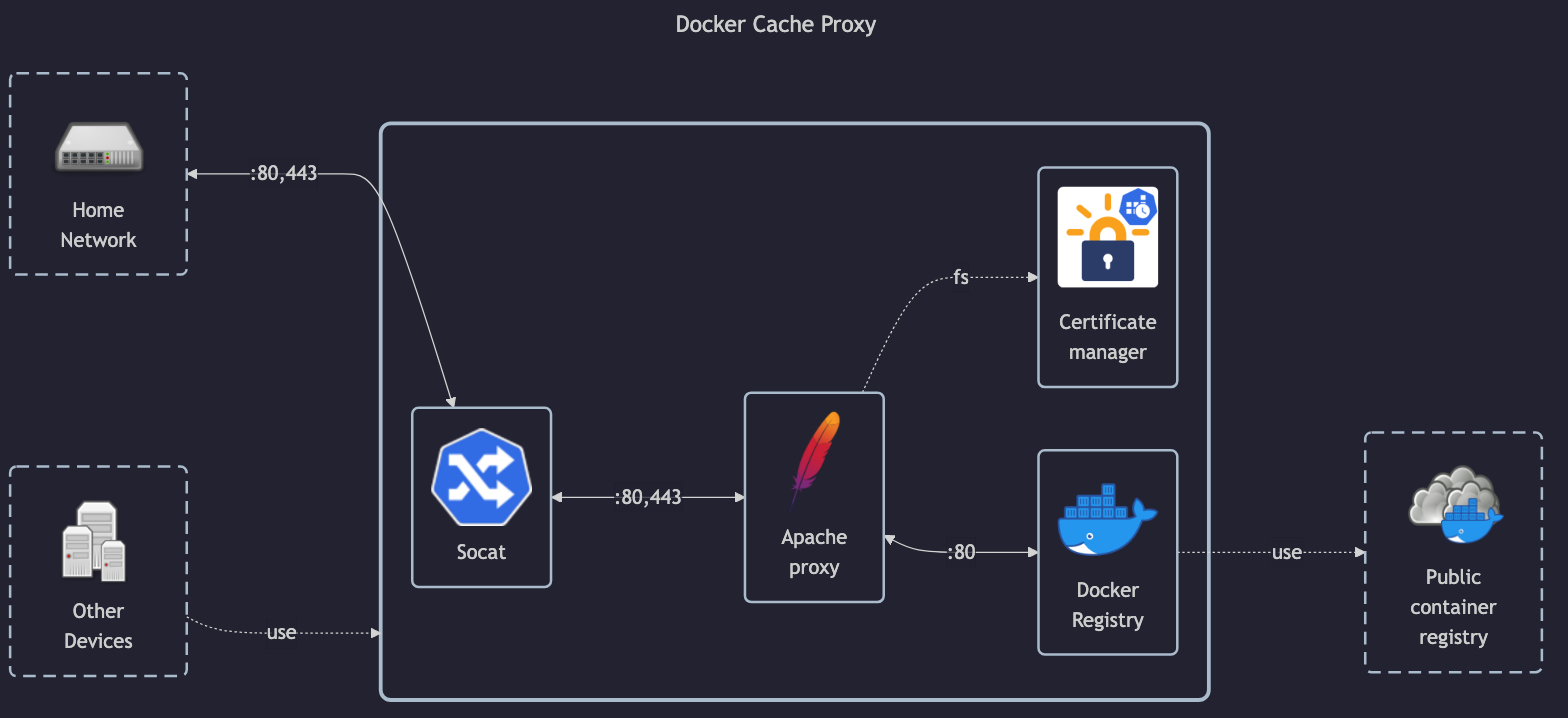 Docker Cache Proxy
Home
Network
:80,443
Certificate
manager
fs
Socat
:80,443
Apache
proxy
:80
Docker
Registry
use
Public
container
registry
Other
Devices
use